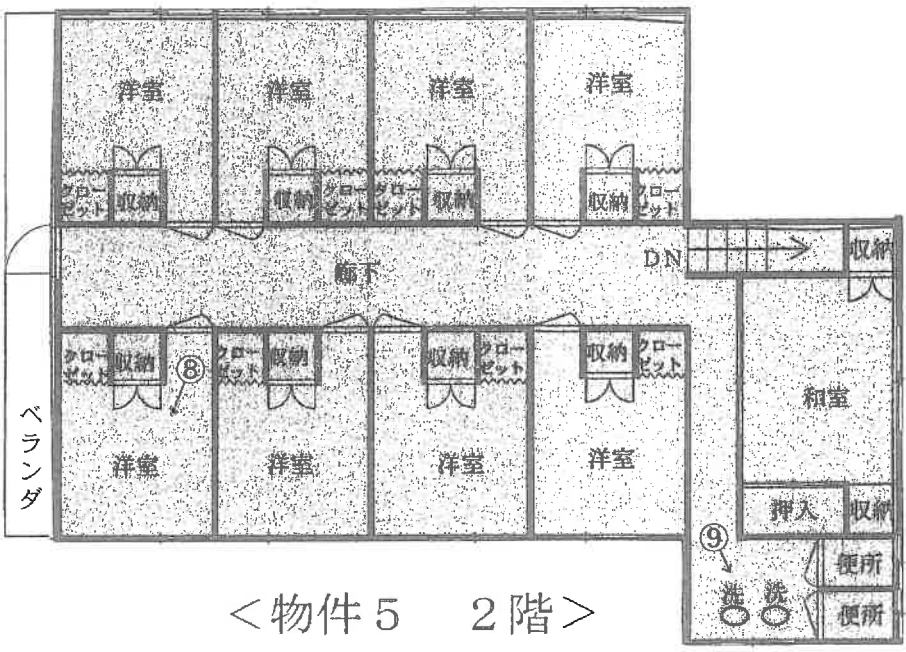 洋室
洋室
洋室
洋室
クローゼット
収納
収納
クローゼット
クローゼット
収納
収納
クローゼット
廊下
DN
収納
クローゼット
収納
⑧
クローゼット
収納
収納
クローゼット
収納
クローゼット
和室
ベランダ
洋室
洋室
洋室
洋室
押入
収納
⑨
便所
洗
洗
便所
＜物件５　２階＞